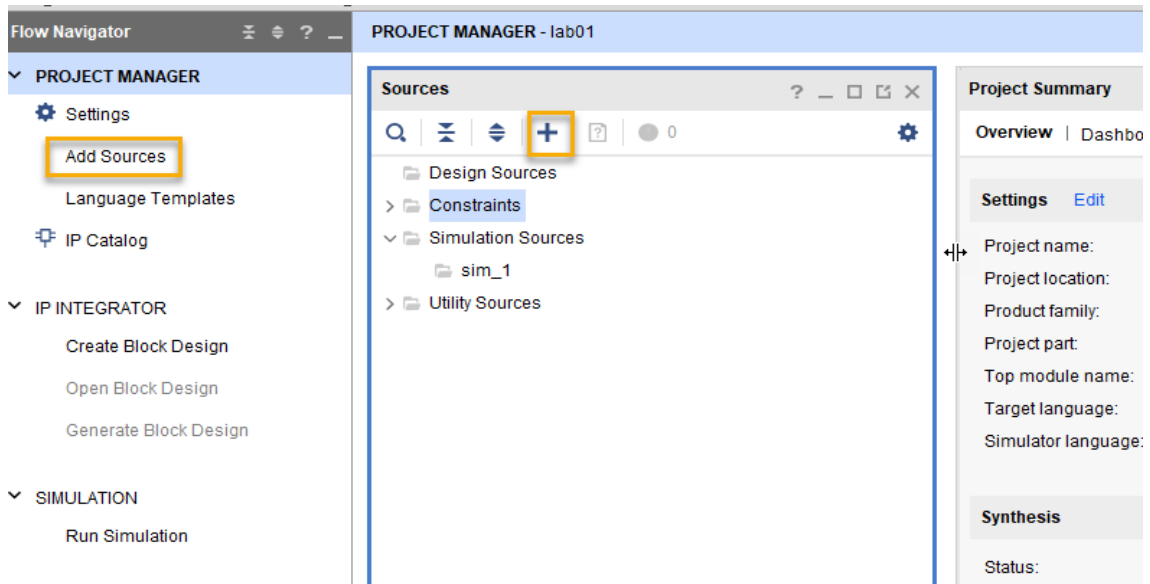 Flow Navigator
PROJECT MANAGER
Settings
Add Sources
Language Templates
IP Catalog
IP INTEGRATOR
Create Block Design
Open Block Design
Generate Block Design
SIMULATION
Run Simulation
PROJECT MANAGER - lab01
Sources
0
Design Sources
Constraints
Simulation Sources
sim_1
Utility Sources
Project Summary
Overview | Dashbo
Settings Edit
Project name:
Project location:
Product family:
Project part:
Top module name:
Target language:
Simulator language:
Synthesis
Status: